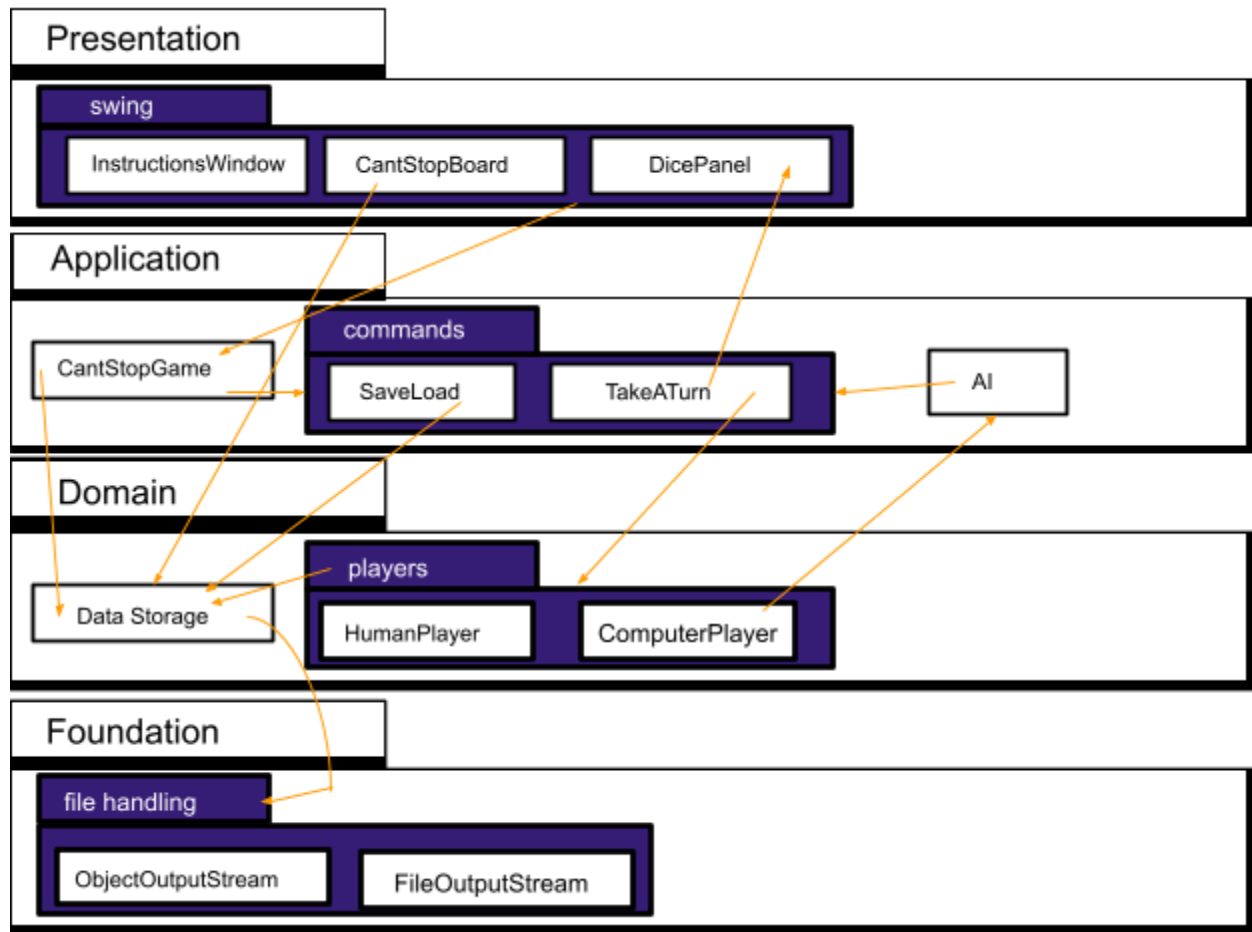 Presentation
swing
InstructionsWindow
CantStopBoard
DicePanel
Application
commands
CantStopGame
SaveLoad
TakeATurn
AI
Domain
players
Data Storage
HumanPlayer
ComputerPlayer
Foundation
file handling
ObjectOutputStream
FileOutputStream